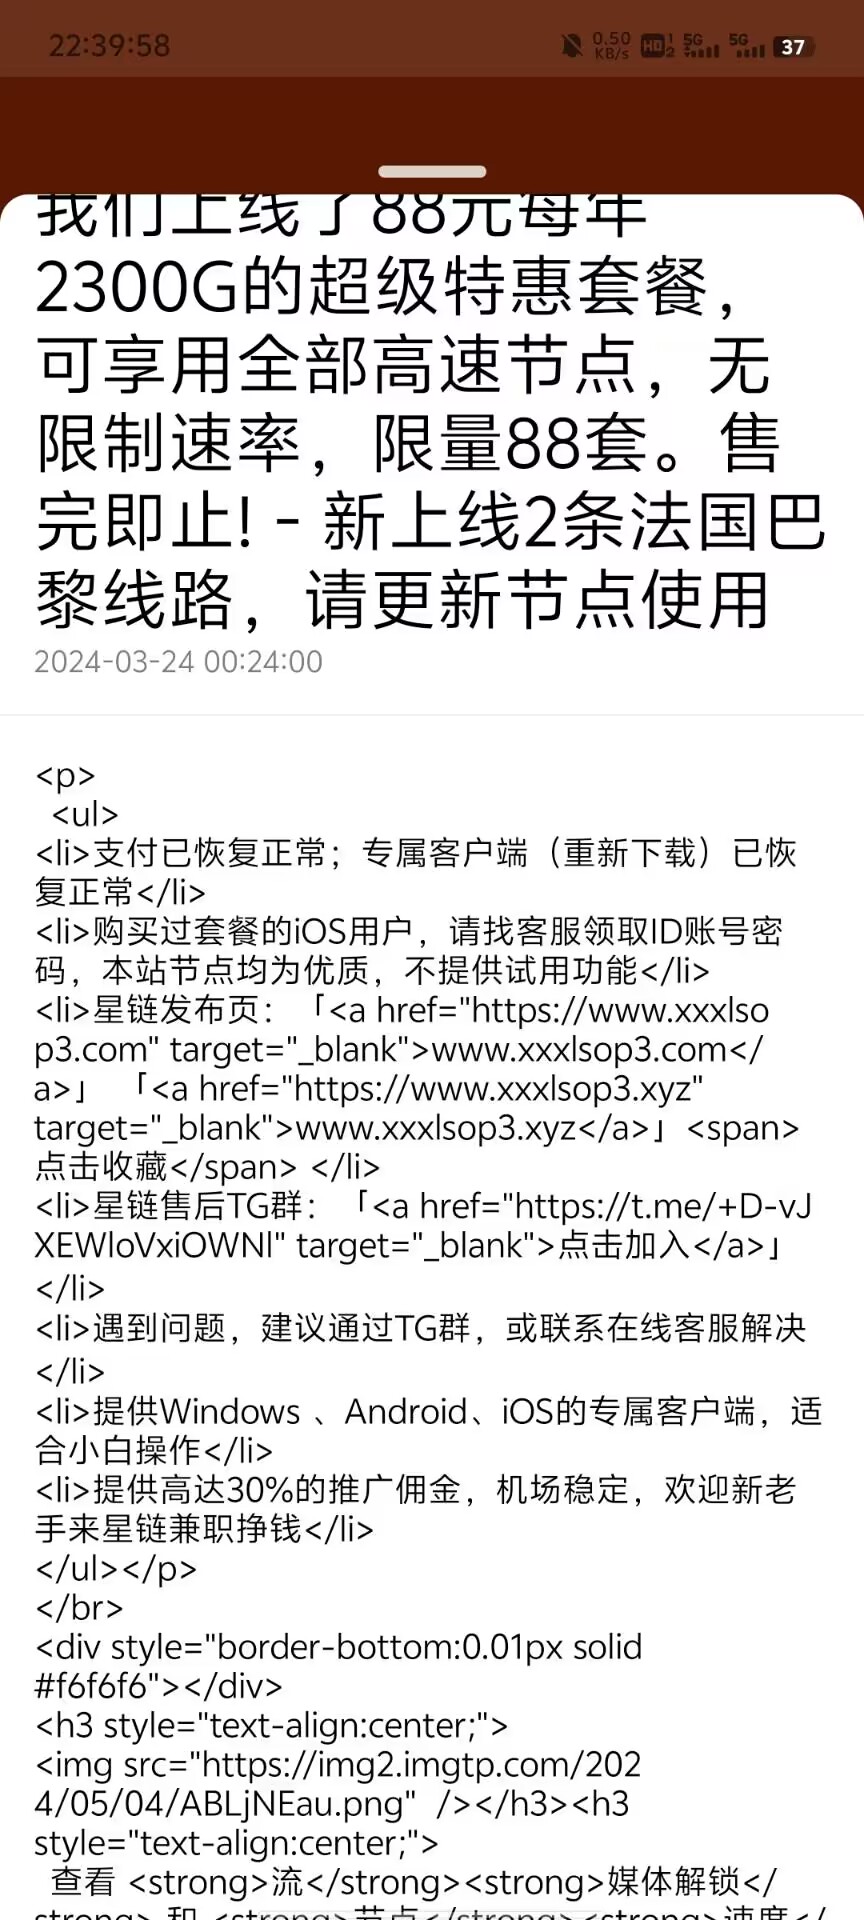 22:39:58
0.50 KB/s HD 1 2 5G 5G 37
我们上线了88元每年
2300G的超级特惠套餐，
可享用全部高速节点，无
限制速率，限量88套。售
完即止! - 新上线2条法国巴
黎线路，请更新节点使用
2024-03-24 00:24:00
<p>
<ul>
<li>支付已恢复正常；专属客户端（重新下载）已恢
复正常</li>
<li>购买过套餐的iOS用户，请找客服领取ID账号密
码，本站节点均为优质，不提供试用功能</li>
<li>星链发布页：「<a href="https://www.xxxlso
p3.com" target="_blank">www.xxxlsop3.com</
a>」 「<a href="https://www.xxxlsop3.xyz"
target="_blank">www.xxxlsop3.xyz</a>」<span>
点击收藏</span> </li>
<li>星链售后TG群：「<a href="https://t.me/+D-vJ
XEWloVxiOWNl" target="_blank">点击加入</a>」
</li>
<li>遇到问题，建议通过TG群，或联系在线客服解决
</li>
<li>提供Windows 、Android、iOS的专属客户端，适
合小白操作</li>
<li>提供高达30%的推广佣金，机场稳定，欢迎新老
手来星链兼职挣钱</li>
</ul></p>
</br>
<div style="border-bottom:0.01px solid
#f6f6f6"></div>
<h3 style="text-align:center;">
<img src="https://img2.imgtp.com/202
4/05/04/ABLjNEau.png" /></h3><h3
style="text-align:center;">
查看 <strong>流</strong><strong>媒体解锁</
strong> 和 <strong>节点</strong><strong>速度</